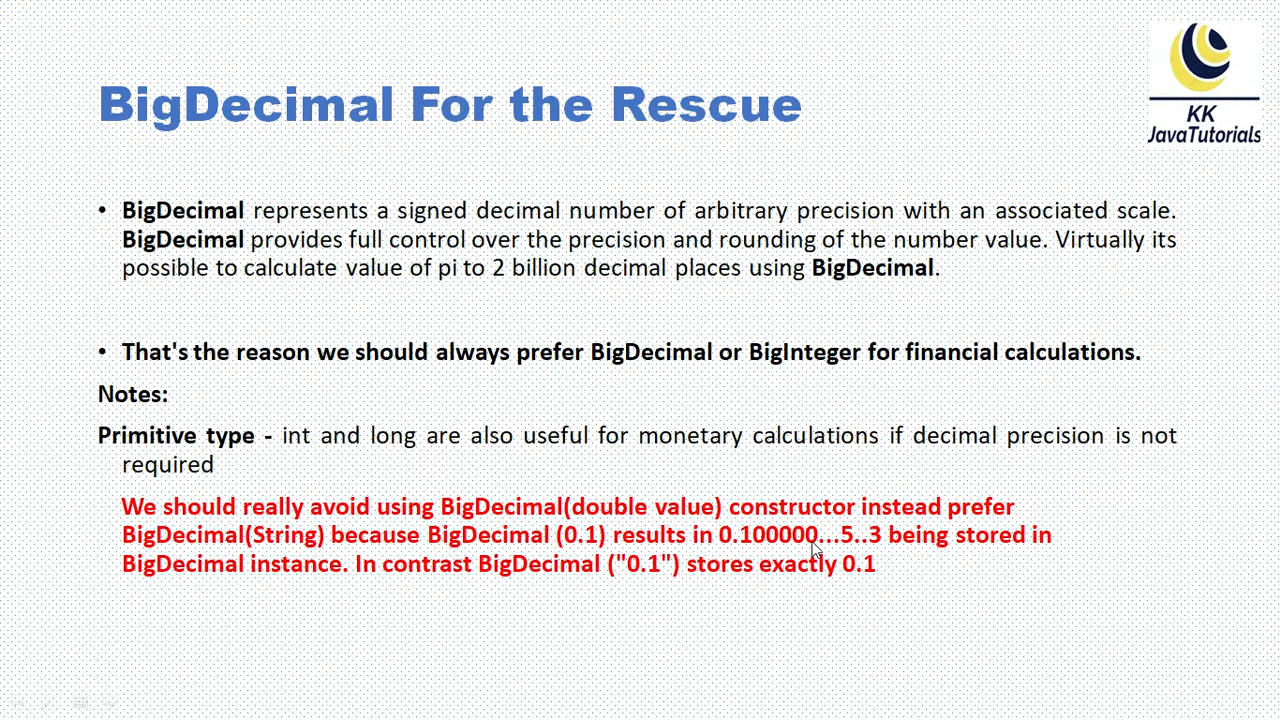 BigDecimal For the Rescue
KK
JavaTutorials
• BigDecimal represents a signed decimal number of arbitrary precision with an associated scale.
BigDecimal provides full control over the precision and rounding of the number value. Virtually its
possible to calculate value of pi to 2 billion decimal places using BigDecimal.
• That's the reason we should always prefer BigDecimal or BigInteger for financial calculations.
Notes:
Primitive type - int and long are also useful for monetary calculations if decimal precision is not
required
We should really avoid using BigDecimal(double value) constructor instead prefer
BigDecimal(String) because BigDecimal (0.1) results in 0.100000...5..3 being stored in
BigDecimal instance. In contrast BigDecimal ("0.1") stores exactly 0.1